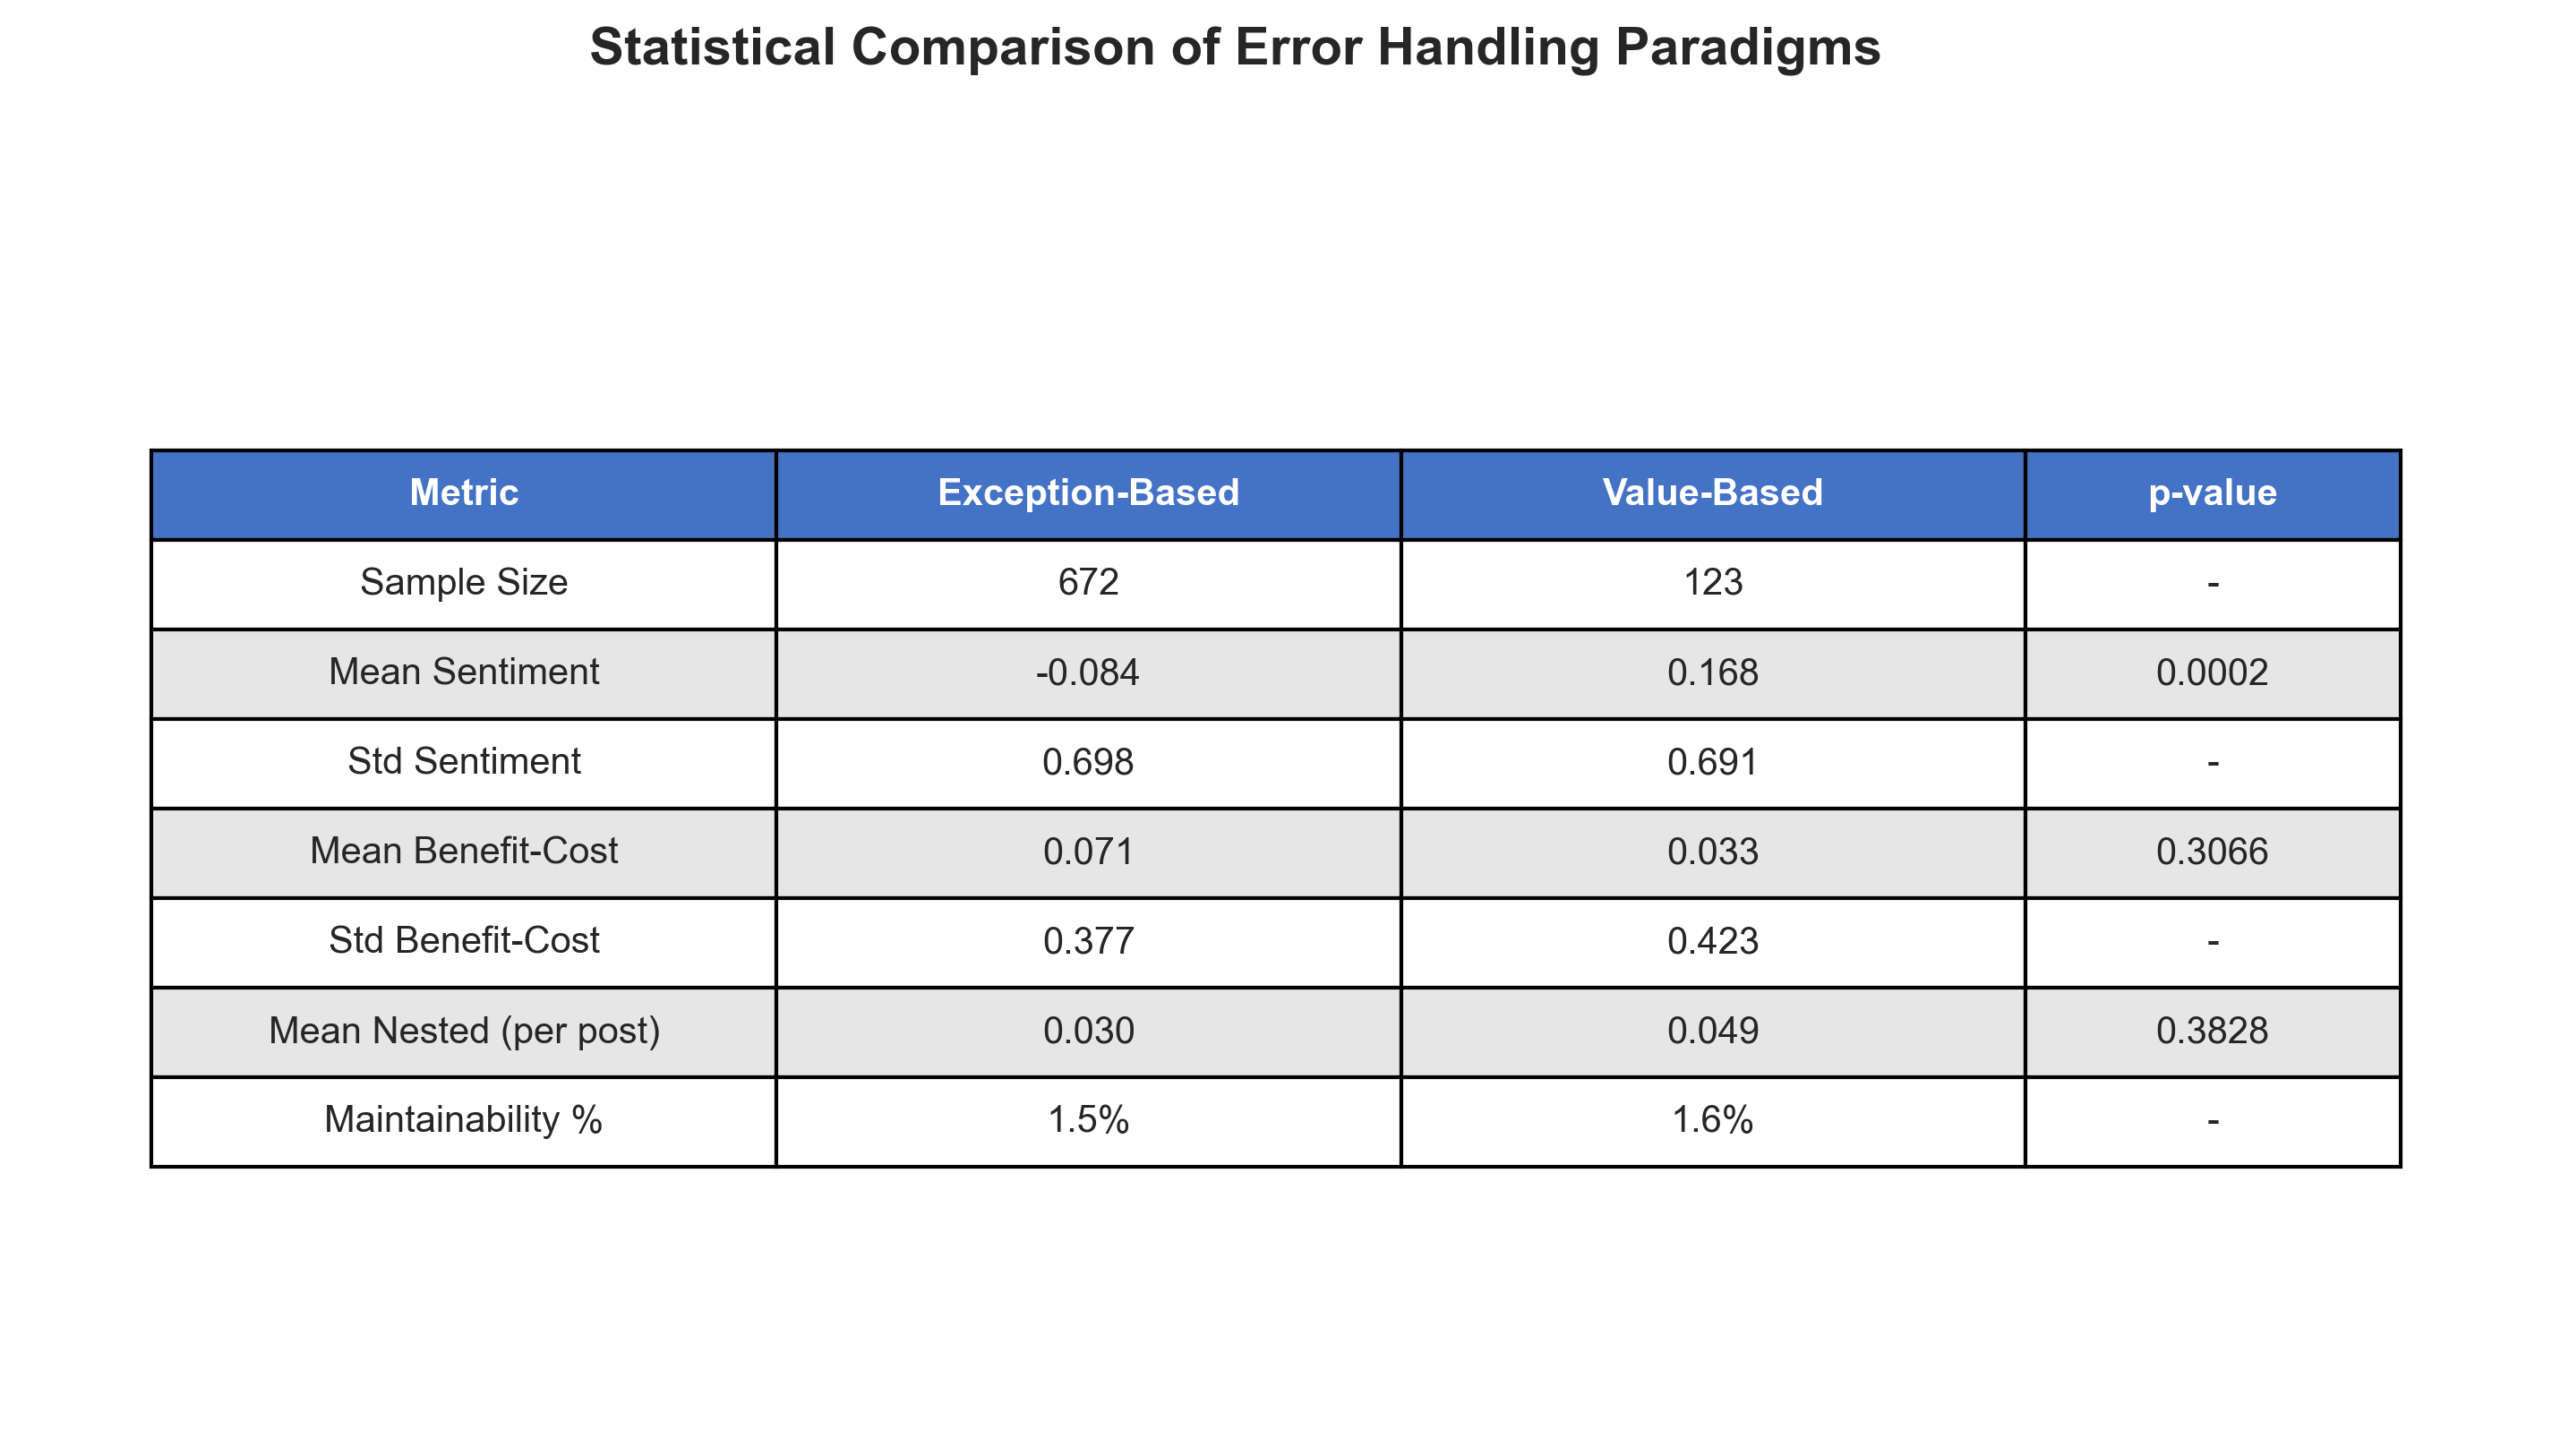 Statistical Comparison of Error Handling Paradigms
Metric Exception-Based Value-Based p-value
Sample Size 672 123 -
Mean Sentiment -0.084 0.168 0.0002
Std Sentiment 0.698 0.691 -
Mean Benefit-Cost 0.071 0.033 0.3066
Std Benefit-Cost 0.377 0.423 -
Mean Nested (per post) 0.030 0.049 0.3828
Maintainability % 1.5% 1.6% -